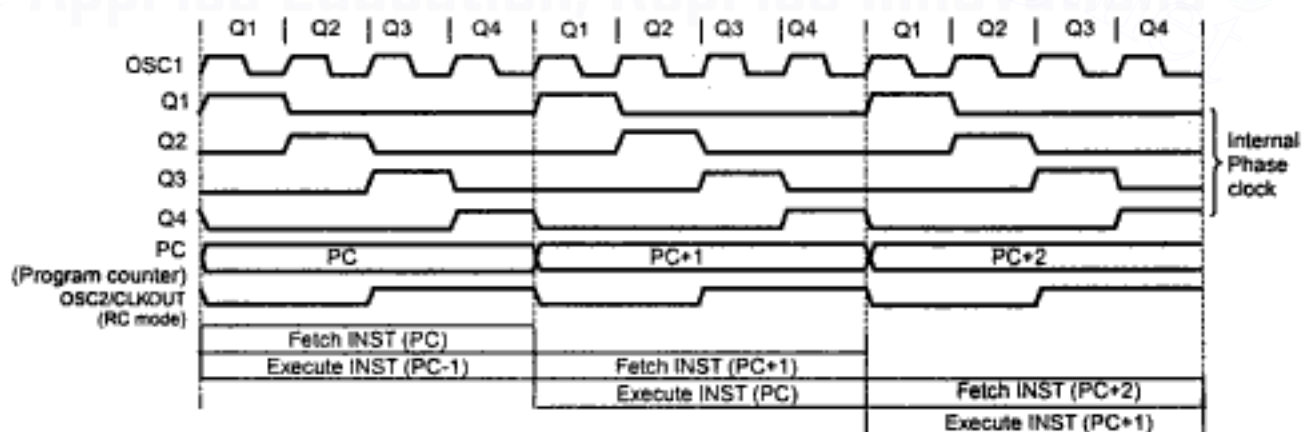 Q1 Q2 Q3 Q4 Q1 Q2 Q3 Q4 Q1 Q2 Q3 Q4
OSC1
Q1
Q2
Q3
Q4
Internal
Phase
clock
PC
(Program counter)
PC PC+1 PC+2
OSC2/CLKOUT
(RC mode)
Fetch INST (PC)
Execute INST (PC-1) Fetch INST (PC+1)
Execute INST (PC) Fetch INST (PC+2)
Execute INST (PC+1)